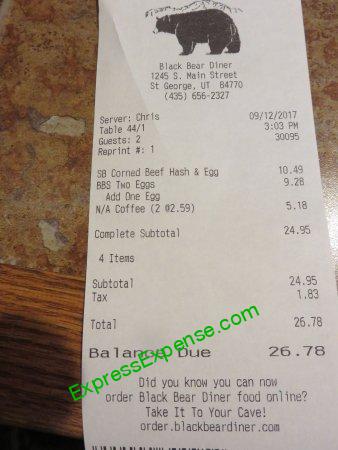 Black Bear Diner
1245 S. Main Street
St George, UT 84770
(435) 656-2327
Server: Chris 09/12/2017
Table 44/1 3:03 PM
Guests: 2 30095
Reprint #: 1
SB Corned Beef Hash & Egg 10.49
BBS Two Eggs 9.28
Add One Egg
N/A Coffee (2 @2.59) 5.18
Complete Subtotal 24.95
4 Items
Subtotal 24.95
Tax 1.83
Total 26.78
Balance Due 26.78
ExpressExpense.com
Did you know you can now
order Black Bear Diner food online?
Take It To Your Cave!
order.blackbeardiner.com